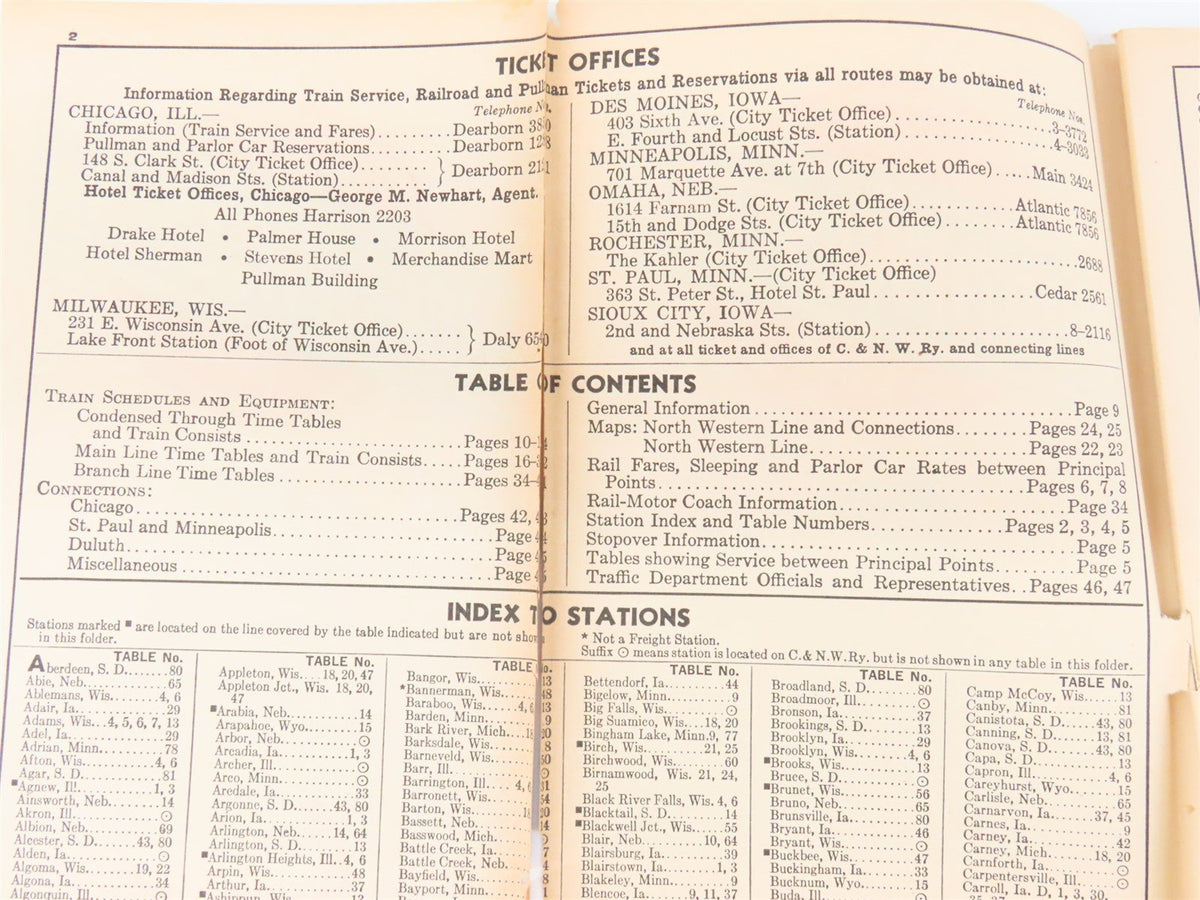 2
TICKET OFFICES
Information Regarding Train Service, Railroad and Pullman Tickets and Reservations via all routes may be obtained at:
CHICAGO, ILL.— Telephone No.
Information (Train Service and Fares)......... Dearborn
Pullman and Parlor Car Reservations......... Dearborn
148 S. Clark St. (City Ticket Office)........
Canal and Madison Sts. (Station)........... } Dearborn
Hotel Ticket Offices, Chicago—George M. Newhart, Agent.
All Phones Harrison 2203
Drake Hotel • Palmer House • Morrison Hotel
Hotel Sherman • Stevens Hotel • Merchandise Mart
Pullman Building
MILWAUKEE, WIS.—
231 E. Wisconsin Ave. (City Ticket Office).......
Lake Front Station (Foot of Wisconsin Ave.)..... } Daly
DES MOINES, IOWA— Telephone Nos.
403 Sixth Ave. (City Ticket Office)....................3-3772
E. Fourth and Locust Sts. (Station)....................4-3033
MINNEAPOLIS, MINN.—
701 Marquette Ave. at 7th (City Ticket Office).....Main 3424
OMAHA, NEB.—
1614 Farnam St. (City Ticket Office)............Atlantic 7856
15th and Dodge Sts. (City Ticket Office)........Atlantic 7856
ROCHESTER, MINN.—
The Kahler (City Ticket Office)........................2688
ST. PAUL, MINN.—(City Ticket Office)
363 St. Peter St., Hotel St. Paul................Cedar 2561
SIOUX CITY, IOWA—
2nd and Nebraska Sts. (Station)......................8-2116
and at all ticket and offices of C. & N. W. Ry. and connecting lines
TABLE OF CONTENTS
TRAIN SCHEDULES AND EQUIPMENT:
Condensed Through Time Tables
and Train Consists ......................Pages 10-
Main Line Time Tables and Train Consists.....Pages 16-
Branch Line Time Tables ...................Pages 34-
CONNECTIONS:
Chicago.................................Pages 42,
St. Paul and Minneapolis.......................Page
Duluth.......................................Page
Miscellaneous ................................Page
General Information ...............................Page 9
Maps: North Western Line and Connections........Pages 24, 25
North Western Line.....................Pages 22, 23
Rail Fares, Sleeping and Parlor Car Rates between Principal
Points....................................Pages 6, 7, 8
Rail-Motor Coach Information.....................Page 34
Station Index and Table Numbers............Pages 2, 3, 4, 5
Stopover Information..............................Page 5
Tables showing Service between Principal Points........Page 5
Traffic Department Officials and Representatives..Pages 46, 47
INDEX TO STATIONS
Stations marked ■ are located on the line covered by the table indicated but are not shown
in this folder.
* Not a Freight Station.
Suffix ⊙ means station is located on C. & N. W. Ry. but is not shown in any table in this folder.
TABLE No.
Aberdeen, S. D.......80
Abie, Neb............65
Ablemans, Wis.......4, 6
Adair, Ia............29
Adams, Wis...4, 5, 6, 7, 13
Adel, Ia.............29
Adrian, Minn.........78
Afton, Wis..........4, 6
Agar, S. D...........81
■Agnew, Ill..........1, 3
Ainsworth, Neb.......14
Akron, Ill............⊙
Albion, Neb..........69
Alcester, S. D.....43, 80
Alden, Ia.............⊙
Algoma, Wis.......19, 22
Algona, Ia...........34
Algonquin, Ill........⊙
TABLE No.
Appleton, Wis....18, 20, 47
Appleton Jct., Wis. 18, 20,
47
■Arabia, Neb..........14
Arapahoe, Wyo........15
Arbor, Neb............⊙
Arcadia, Ia..........1, 3
Archer, Ill...........⊙
Arco, Minn............⊙
Aredale, Ia..........33
Argonne, S. D.....43, 80
Arion, Ia............1, 3
Arlington, Neb....14, 64
Arlington, S. D......13
■Arlington Heights, Ill..4, 6
Arpin, Wis...........48
Arthur, Ia...........37
■Ashippun, Wis........13
TABLE No.
Bangor, Wis..........13
*Bannerman, Wis.......48
Baraboo, Wis.......4, 6
Barden, Minn.........9
Bark River, Mich.....
Barksdale, Wis.......8
Barneveld, Wis.......50
Barr, Ill.............⊙
Barrington, Ill....4,
Barronett, Wis.......54
Barton, Wis..........
Bassett, Neb.........14
Basswood, Mich.......
Battle Creek, Ia.....
Battle Creek, Neb....
Bayfield, Wis........8
Bayport, Minn........
TABLE No.
Bettendorf, Ia.......44
Bigelow, Minn.........9
Big Falls, Wis........⊙
Big Suamico, Wis...18, 20
Bingham Lake, Minn.9, 77
■Birch, Wis........21, 25
Birchwood, Wis.......60
Birnamwood, Wis. 21, 24,
25
Black River Falls, Wis. 4, 6
■Blacktail, S. D......14
■Blackwell Jct., Wis..55
Blair, Neb........10, 64
Blairsburg, Ia.......39
Blairstown, Ia......1, 3
Blakeley, Minn........9
Blencoe, Ia.....9, 11, 37
TABLE No.
Broadland, S. D......80
Broadmoor, Ill........⊙
Bronson, Ia..........37
Brookings, S. D......13
Brooklyn, Ia.........29
Brooklyn, Wis.......4, 6
■Brooks, Wis..........13
Bruce, S. D...........⊙
■Brunet, Wis..........56
Bruno, Neb...........65
Brunsville, Ia.......80
Bryant, Ia...........46
Bryant, Wis...........⊙
■Buckbee, Wis.........47
Buckingham, Ia.......33
Bucknum, Wyo.........15
Buda, Ill.............⊙
TABLE No.
Camp McCoy, Wis......13
Canby, Minn..........81
Canistota, S. D...43, 80
Canning, S. D.....13, 81
Canova, S. D......43, 80
Capa, S. D...........13
Capron, Ill.........4, 6
Careyhurst, Wyo......15
Carlisle, Neb........65
Carnarvon, Ia.....37, 45
Carnes, Ia............9
Carney, Ia...........42
Carney, Mich......18, 20
Carnforth, Ia.........⊙
Carpentersville, Ill..⊙
Carroll, Ia. D, 1, 3, 30,